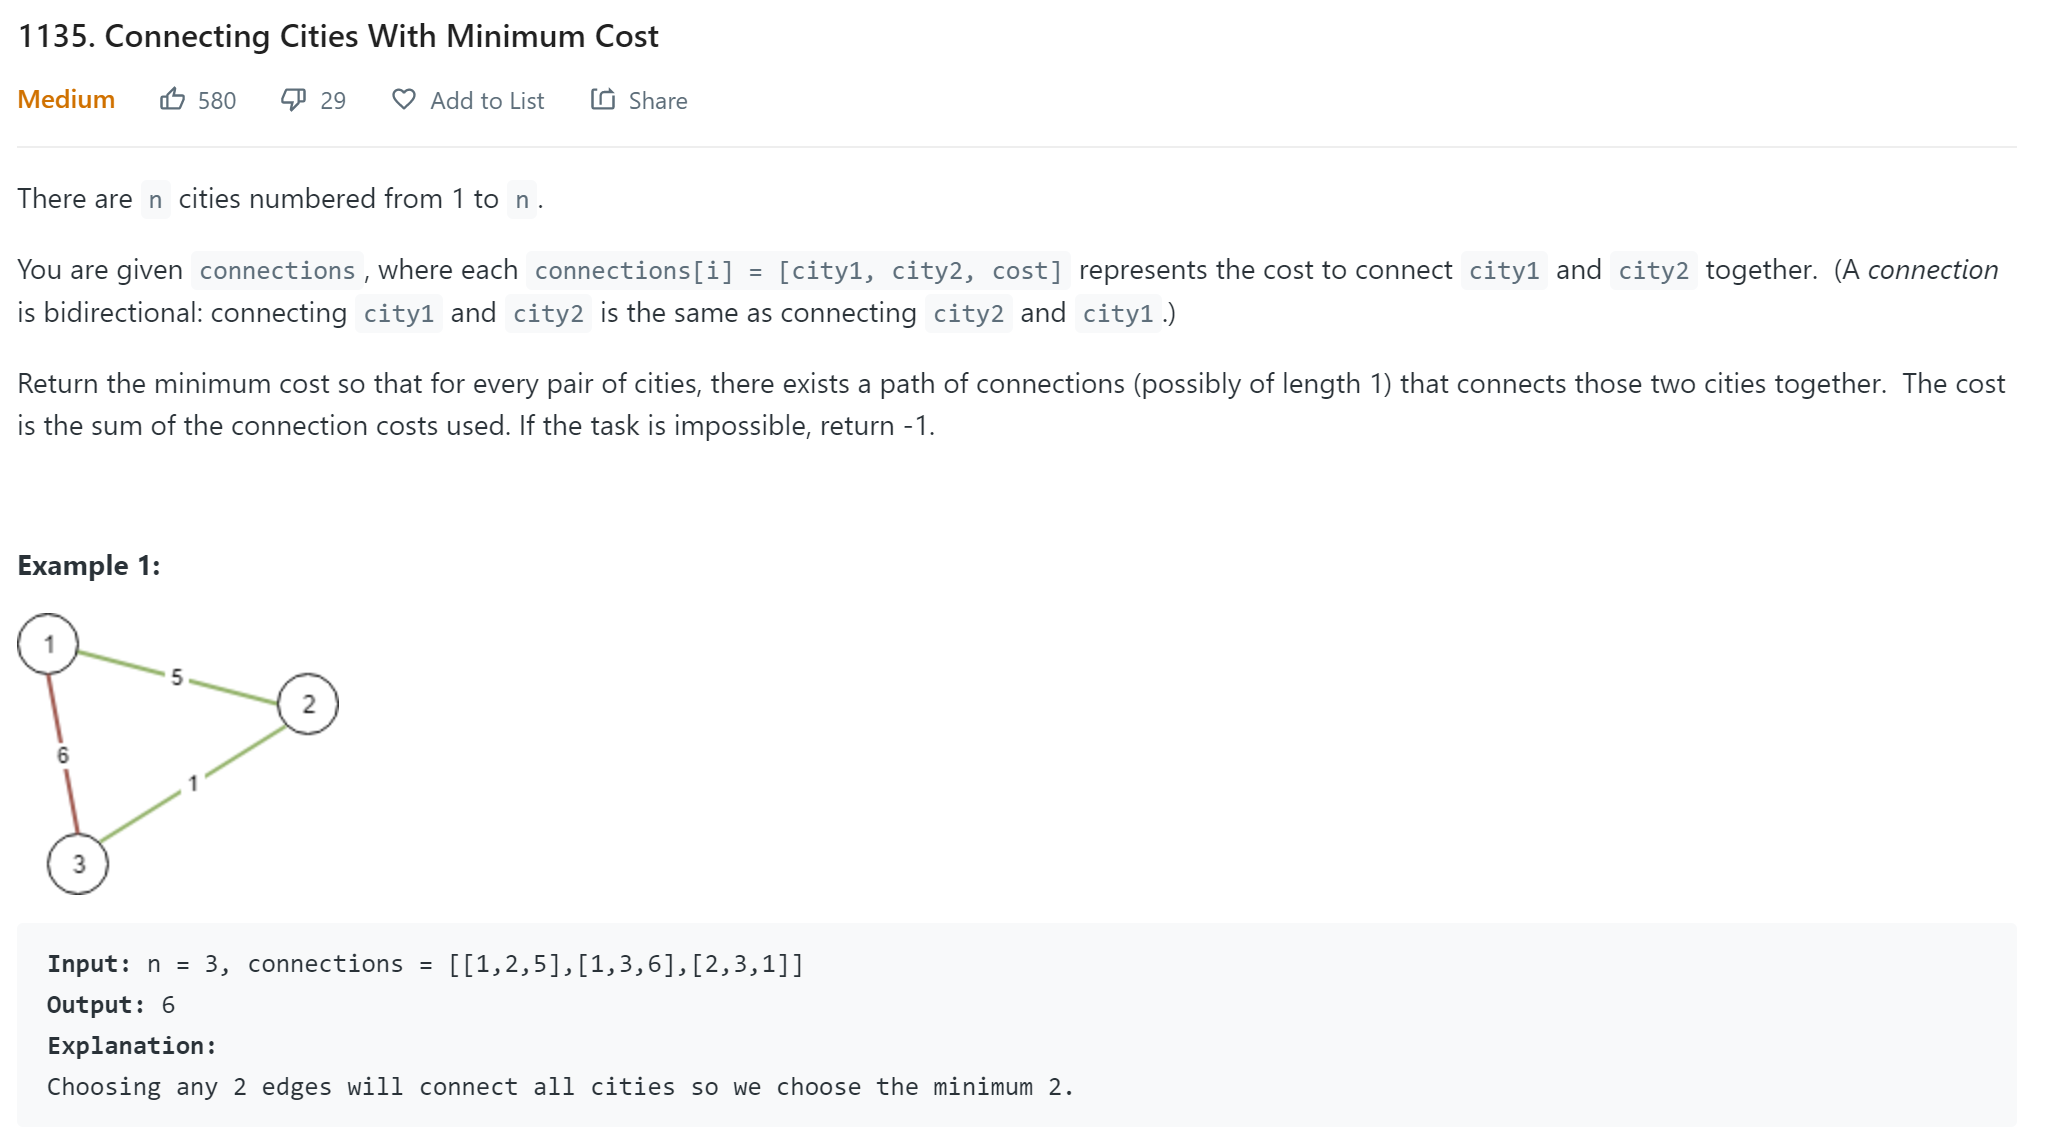 1135. Connecting Cities With Minimum Cost
Medium 580 29 Add to List Share
There are n cities numbered from 1 to n.
You are given connections, where each connections[i] = [city1, city2, cost] represents the cost to connect city1 and city2 together. (A connection
is bidirectional: connecting city1 and city2 is the same as connecting city2 and city1.)
Return the minimum cost so that for every pair of cities, there exists a path of connections (possibly of length 1) that connects those two cities together. The cost
is the sum of the connection costs used. If the task is impossible, return -1.
Example 1:
1
5
2
6
1
3
Input: n = 3, connections = [[1,2,5],[1,3,6],[2,3,1]]
Output: 6
Explanation:
Choosing any 2 edges will connect all cities so we choose the minimum 2.